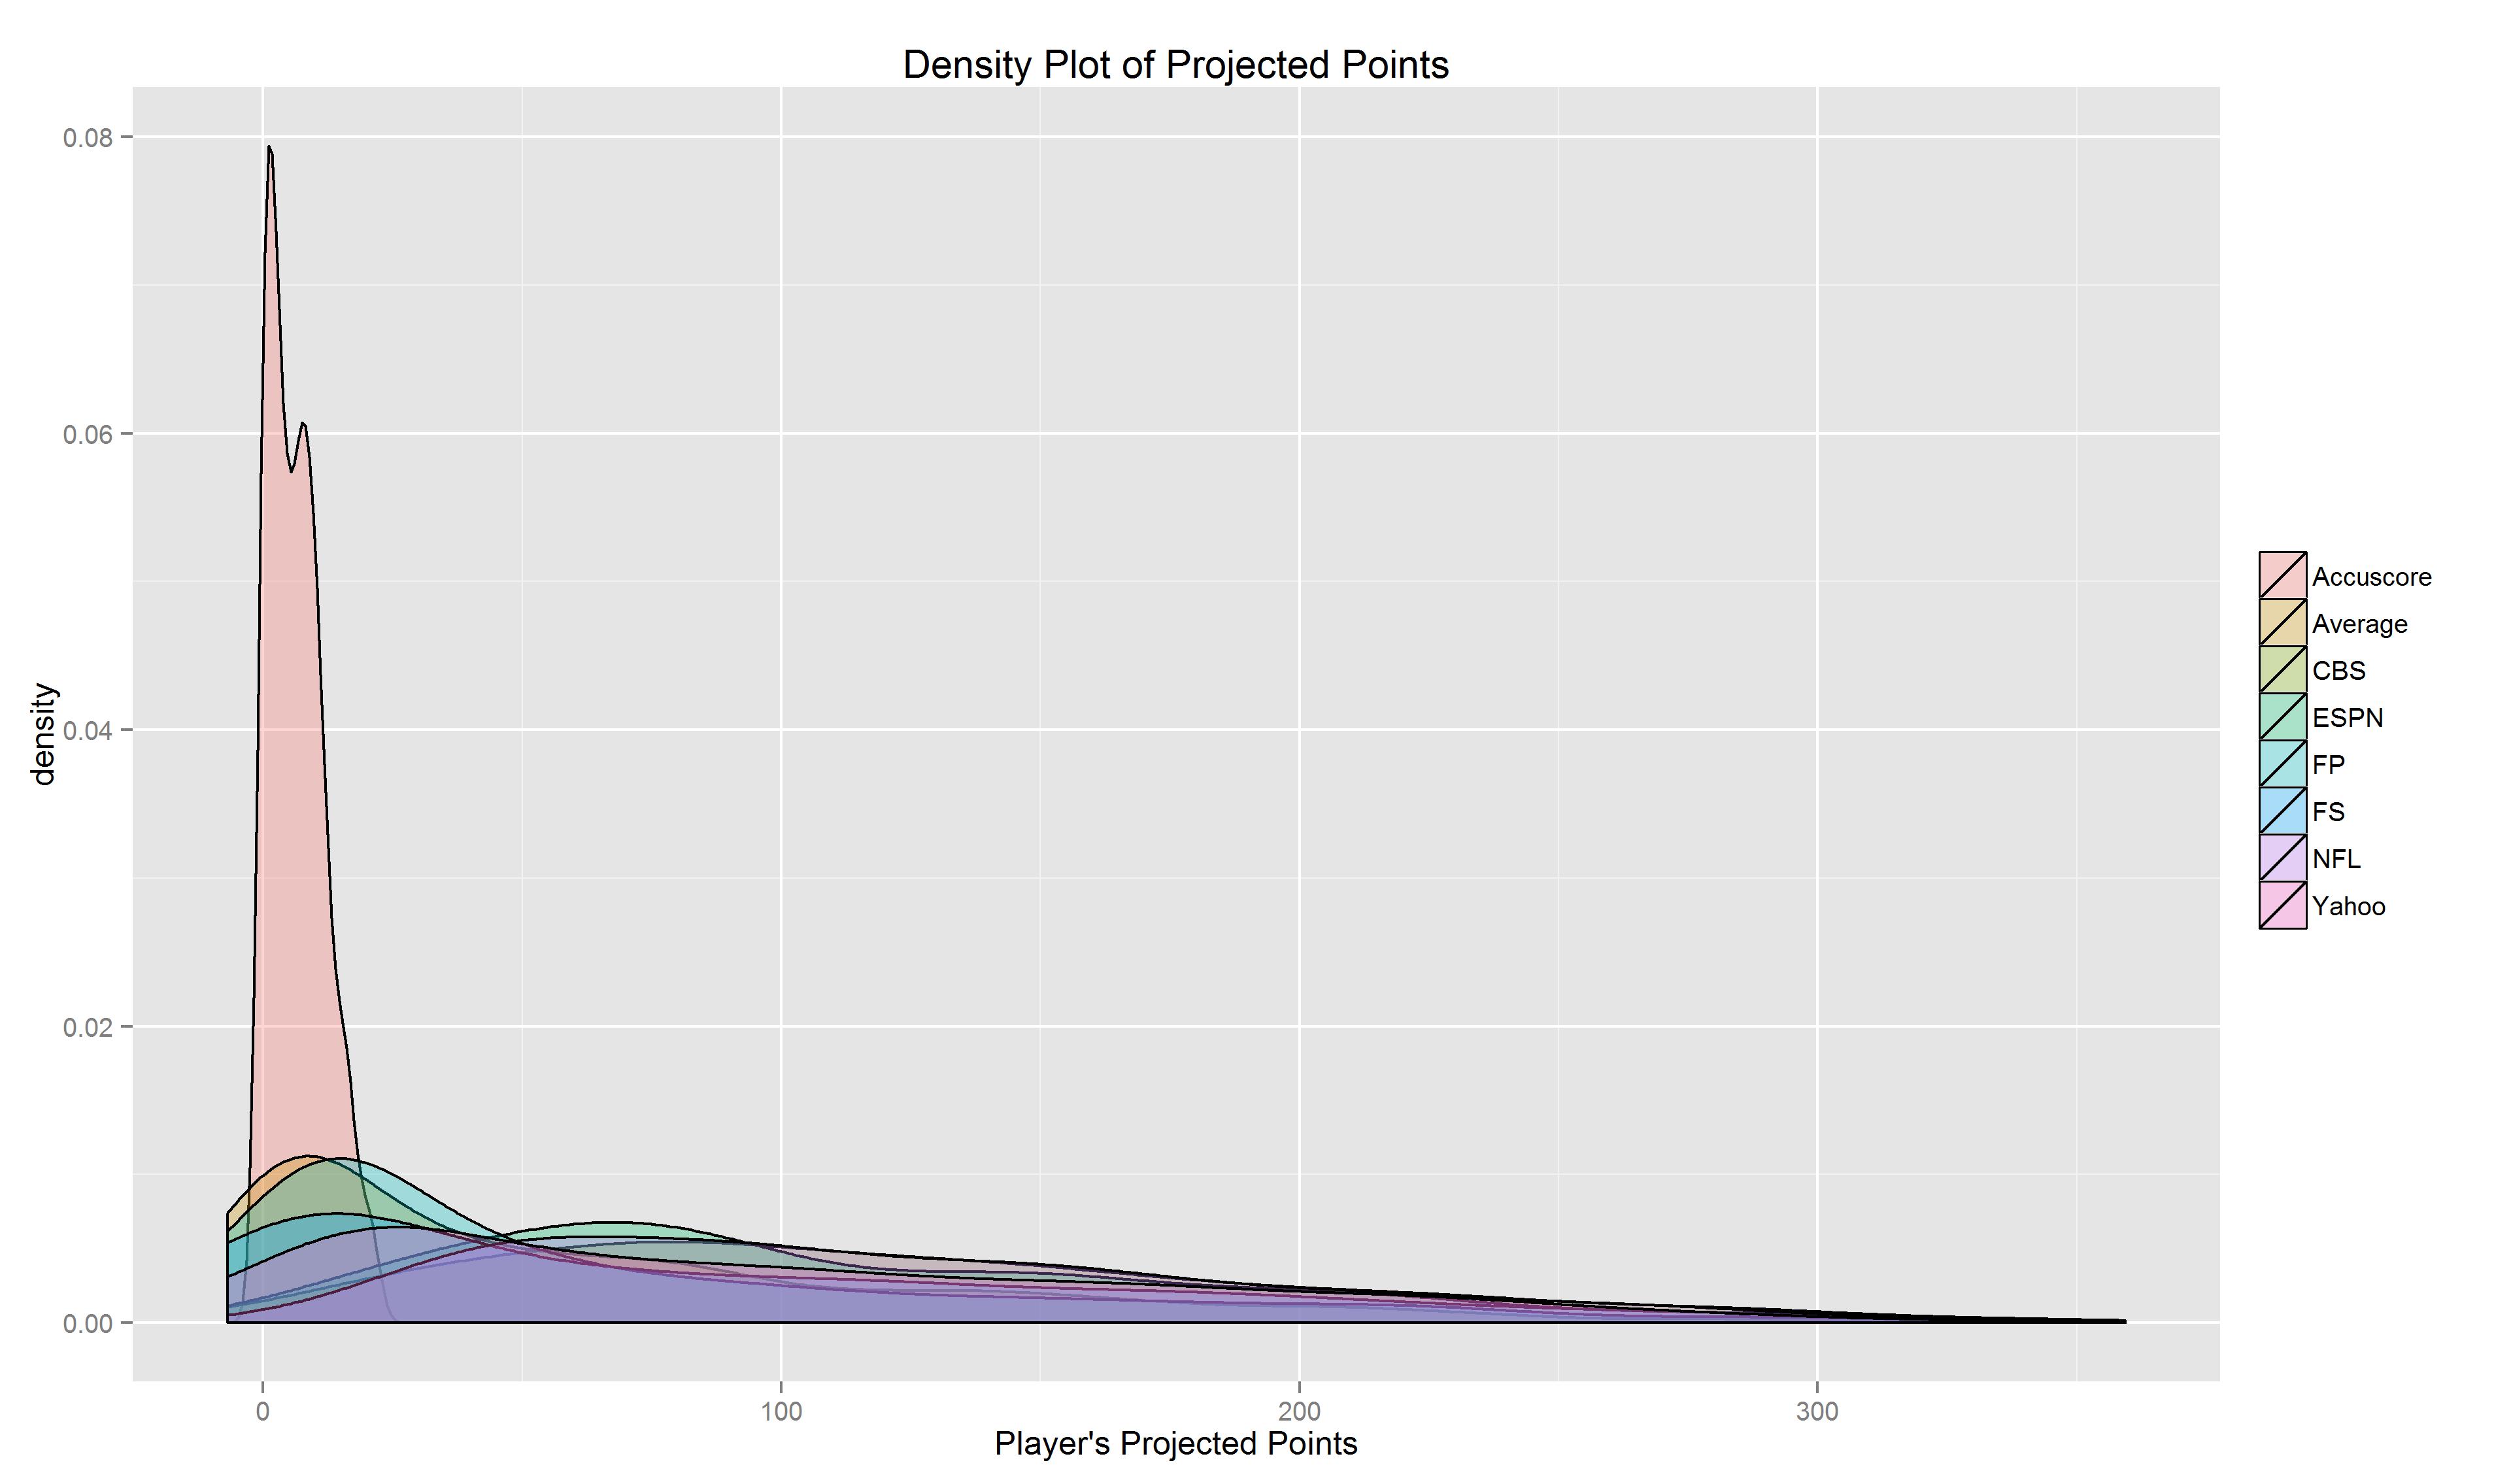 Density Plot of Projected Points
0.08
0.06
0.04
0.02
0.00
density
0 100 200 300
Player's Projected Points
Accuscore
Average
CBS
ESPN
FP
FS
NFL
Yahoo